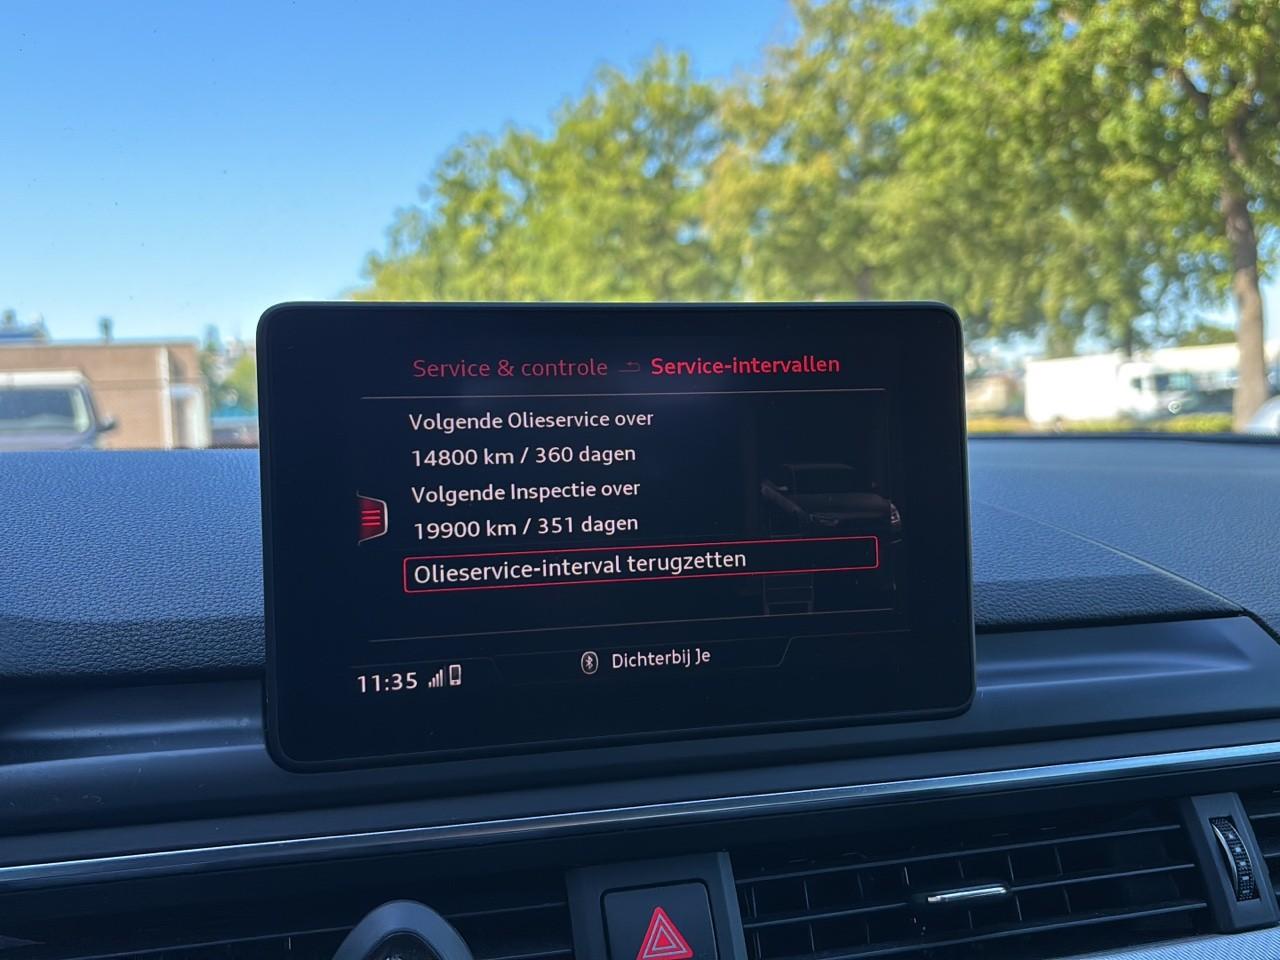 Service & controle Service-intervallen
Volgende Olieservice over
14800 km / 360 dagen
Volgende Inspectie over
19900 km / 351 dagen
Olieservice-interval terugzetten
11:35 Dichterbij Je